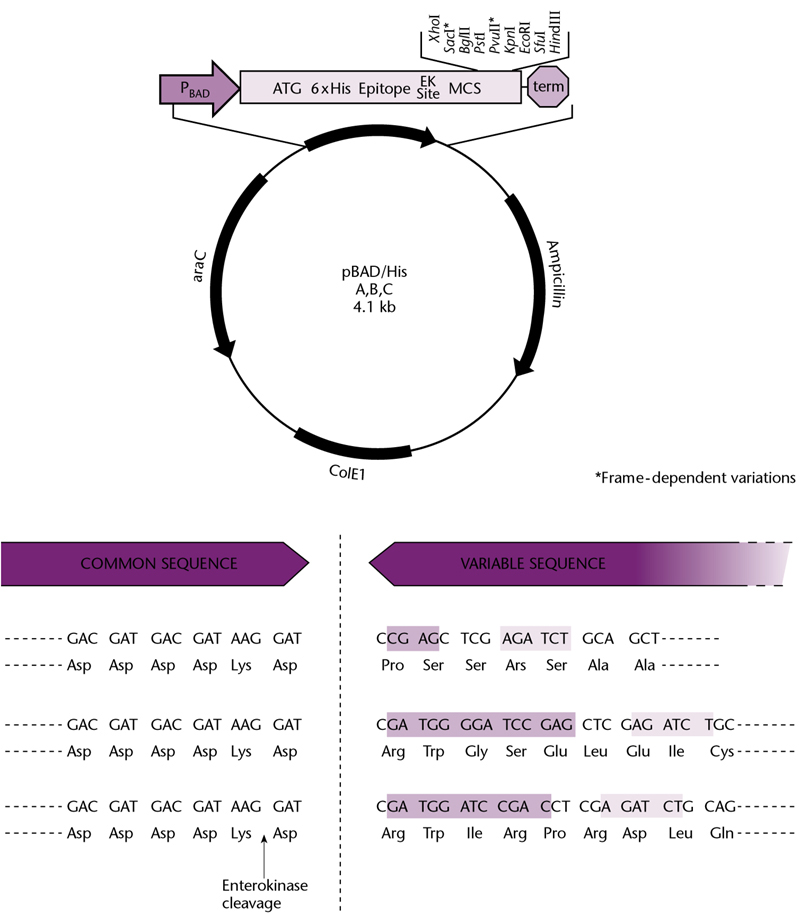 XhoI
SacI*
BglII
PstI
PvuII*
KpnI
EcoRI
SfuI
HindIII
PBAD
ATG 6xHis Epitope EK Site MCS
term
araC
Ampicillin
pBAD/His
A,B,C
4.1 kb
ColE1
*Frame-dependent variations
COMMON SEQUENCE
VARIABLE SEQUENCE
------ GAC GAT GAC GAT AAG GAT CCGAGC TCG AGA TCT GCA GCT ------
------ Asp Asp Asp Asp Lys Asp Pro Ser Ser Ars Ser Ala Ala ------
------ GAC GAT GAC GAT AAG GAT CGA TGG GGA TCC GAG CTC GAG ATC TGC ------
------ Asp Asp Asp Asp Lys Asp Arg Trp Gly Ser Glu Leu Glu Ile Cys ------
------ GAC GAT GAC GAT AAG GAT CGA TGG ATC CGA CCT CGA GAT CTG CAG ------
------ Asp Asp Asp Asp Lys Asp Arg Trp Ile Arg Pro Arg Asp Leu Gln ------
Enterokinase
cleavage